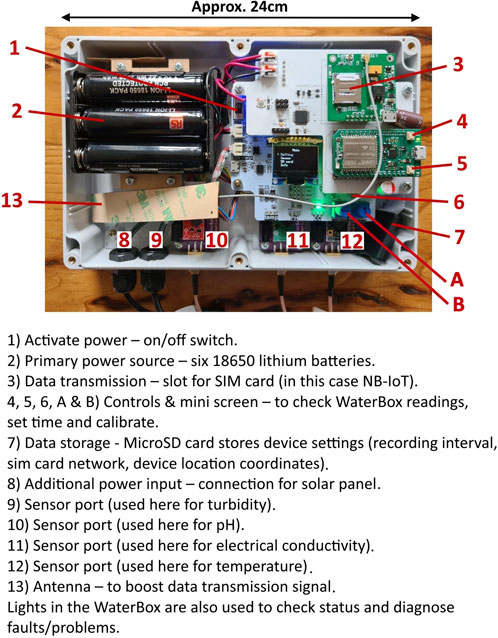 Approx. 24cm
1
2
3
4
5
6
7
A
B
13
8
9
10
11
12
LI-ION 18650 PACK
1) Activate power – on/off switch.
2) Primary power source – six 18650 lithium batteries.
3) Data transmission – slot for SIM card (in this case NB-IoT).
4, 5, 6, A & B) Controls & mini screen – to check WaterBox readings,
set time and calibrate.
7) Data storage - MicroSD card stores device settings (recording interval,
sim card network, device location coordinates).
8) Additional power input – connection for solar panel.
9) Sensor port (used here for turbidity).
10) Sensor port (used here for pH).
11) Sensor port (used here for electrical conductivity).
12) Sensor port (used here for temperature).
13) Antenna – to boost data transmission signal.
Lights in the WaterBox are also used to check status and diagnose
faults/problems.